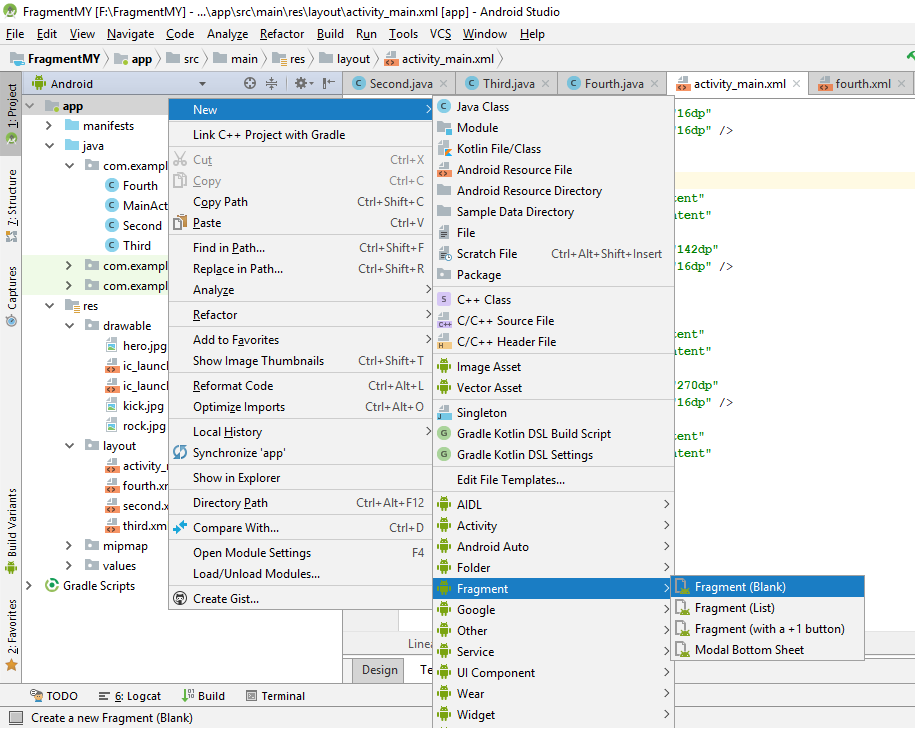 FragmentMY [F:\FragmentMY] - ...\app\src\main\res\layout\activity_main.xml [app] - Android Studio
File Edit View Navigate Code Analyze Refactor Build Run Tools VCS Window Help
FragmentMY app src main res layout activity_main.xml
Android Second.java Third.java Fourth.java activity_main.xml fourth.xml
1: Project
7: Structure
Captures
Build Variants
2: Favorites
app
manifests
java
com.exampl
Fourth
MainAct
Second
Third
com.exampl
com.exampl
res
drawable
hero.jpg
ic_launch
ic_launch
kick.jpg
rock.jpg
layout
activity_
fourth.xm
second.x
third.xm
mipmap
values
Gradle Scripts
New
Link C++ Project with Gradle
Cut Ctrl+X
Copy Ctrl+C
Copy Path Ctrl+Shift+C
Paste Ctrl+V
Find in Path... Ctrl+Shift+F
Replace in Path... Ctrl+Shift+R
Analyze
Refactor
Add to Favorites
Show Image Thumbnails Ctrl+Shift+T
Reformat Code Ctrl+Alt+L
Optimize Imports Ctrl+Alt+O
Local History
Synchronize 'app'
Show in Explorer
Directory Path Ctrl+Alt+F12
Compare With... Ctrl+D
Open Module Settings F4
Load/Unload Modules...
Create Gist...
Java Class
Module
Kotlin File/Class
Android Resource File
Android Resource Directory
Sample Data Directory
File
Scratch File Ctrl+Alt+Shift+Insert
Package
C++ Class
C/C++ Source File
C/C++ Header File
Image Asset
Vector Asset
Singleton
Gradle Kotlin DSL Build Script
Gradle Kotlin DSL Settings
Edit File Templates...
AIDL
Activity
Android Auto
Folder
Fragment
Google
Other
Service
UI Component
Wear
Widget
Fragment (Blank)
Fragment (List)
Fragment (with a +1 button)
Modal Bottom Sheet
"16dp"
"16dp" />
tent"
tent"
"142dp"
"16dp" />
tent"
tent"
"270dp"
"16dp" />
tent"
tent"
Linea
Design Te
TODO 6: Logcat Build Terminal
Create a new Fragment (Blank)